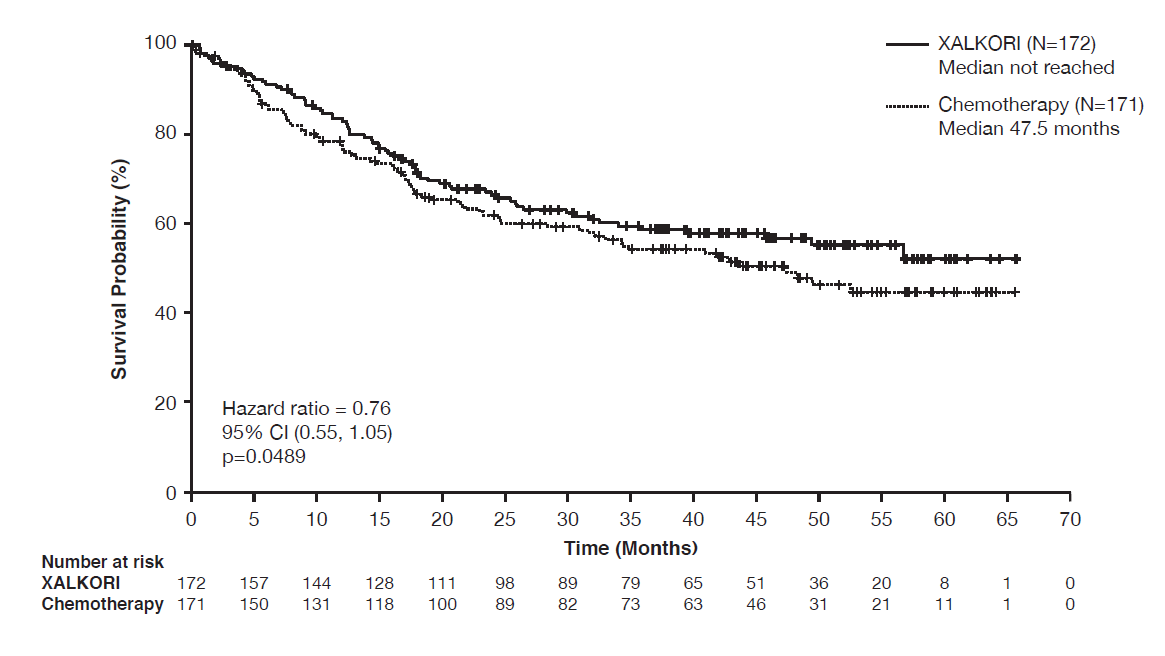 XALKORI (N=172)
Median not reached
Chemotherapy (N=171)
Median 47.5 months
Survival Probability (%)
100
80
60
40
20
0
Hazard ratio = 0.76
95% CI (0.55, 1.05)
p=0.0489
0 5 10 15 20 25 30 35 40 45 50 55 60 65 70
Time (Months)
Number at risk
XALKORI 172 157 144 128 111 98 89 79 65 51 36 20 8 1 0
Chemotherapy 171 150 131 118 100 89 82 73 63 46 31 21 11 1 0